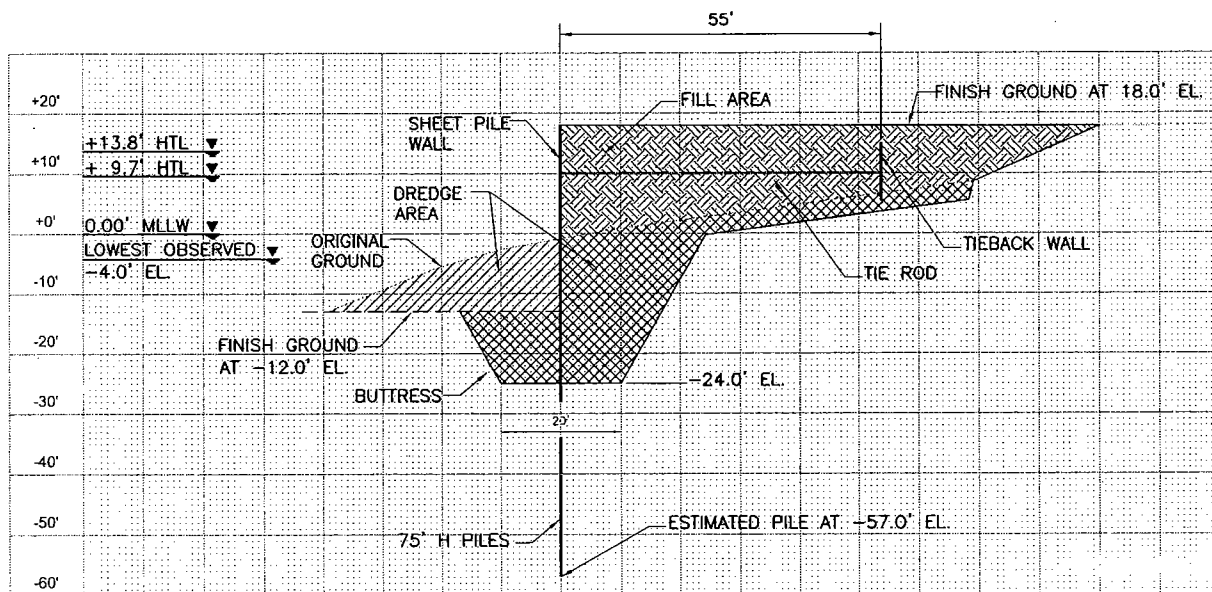 55'
+20'
FILL AREA
FINISH GROUND AT 18.0' EL.
SHEET PILE
WALL
+13.8' HTL
+10'
+ 9.7' HTL
DREDGE
AREA
+0'
0.00' MLLW
LOWEST OBSERVED
-4.0' EL.
ORIGINAL
GROUND
TIEBACK WALL
TIE ROD
-10'
FINISH GROUND
AT -12.0' EL.
-20'
BUTTRESS
-24.0' EL.
-30'
20'
-40'
-50'
75' H PILES
ESTIMATED PILE AT -57.0' EL.
-60'